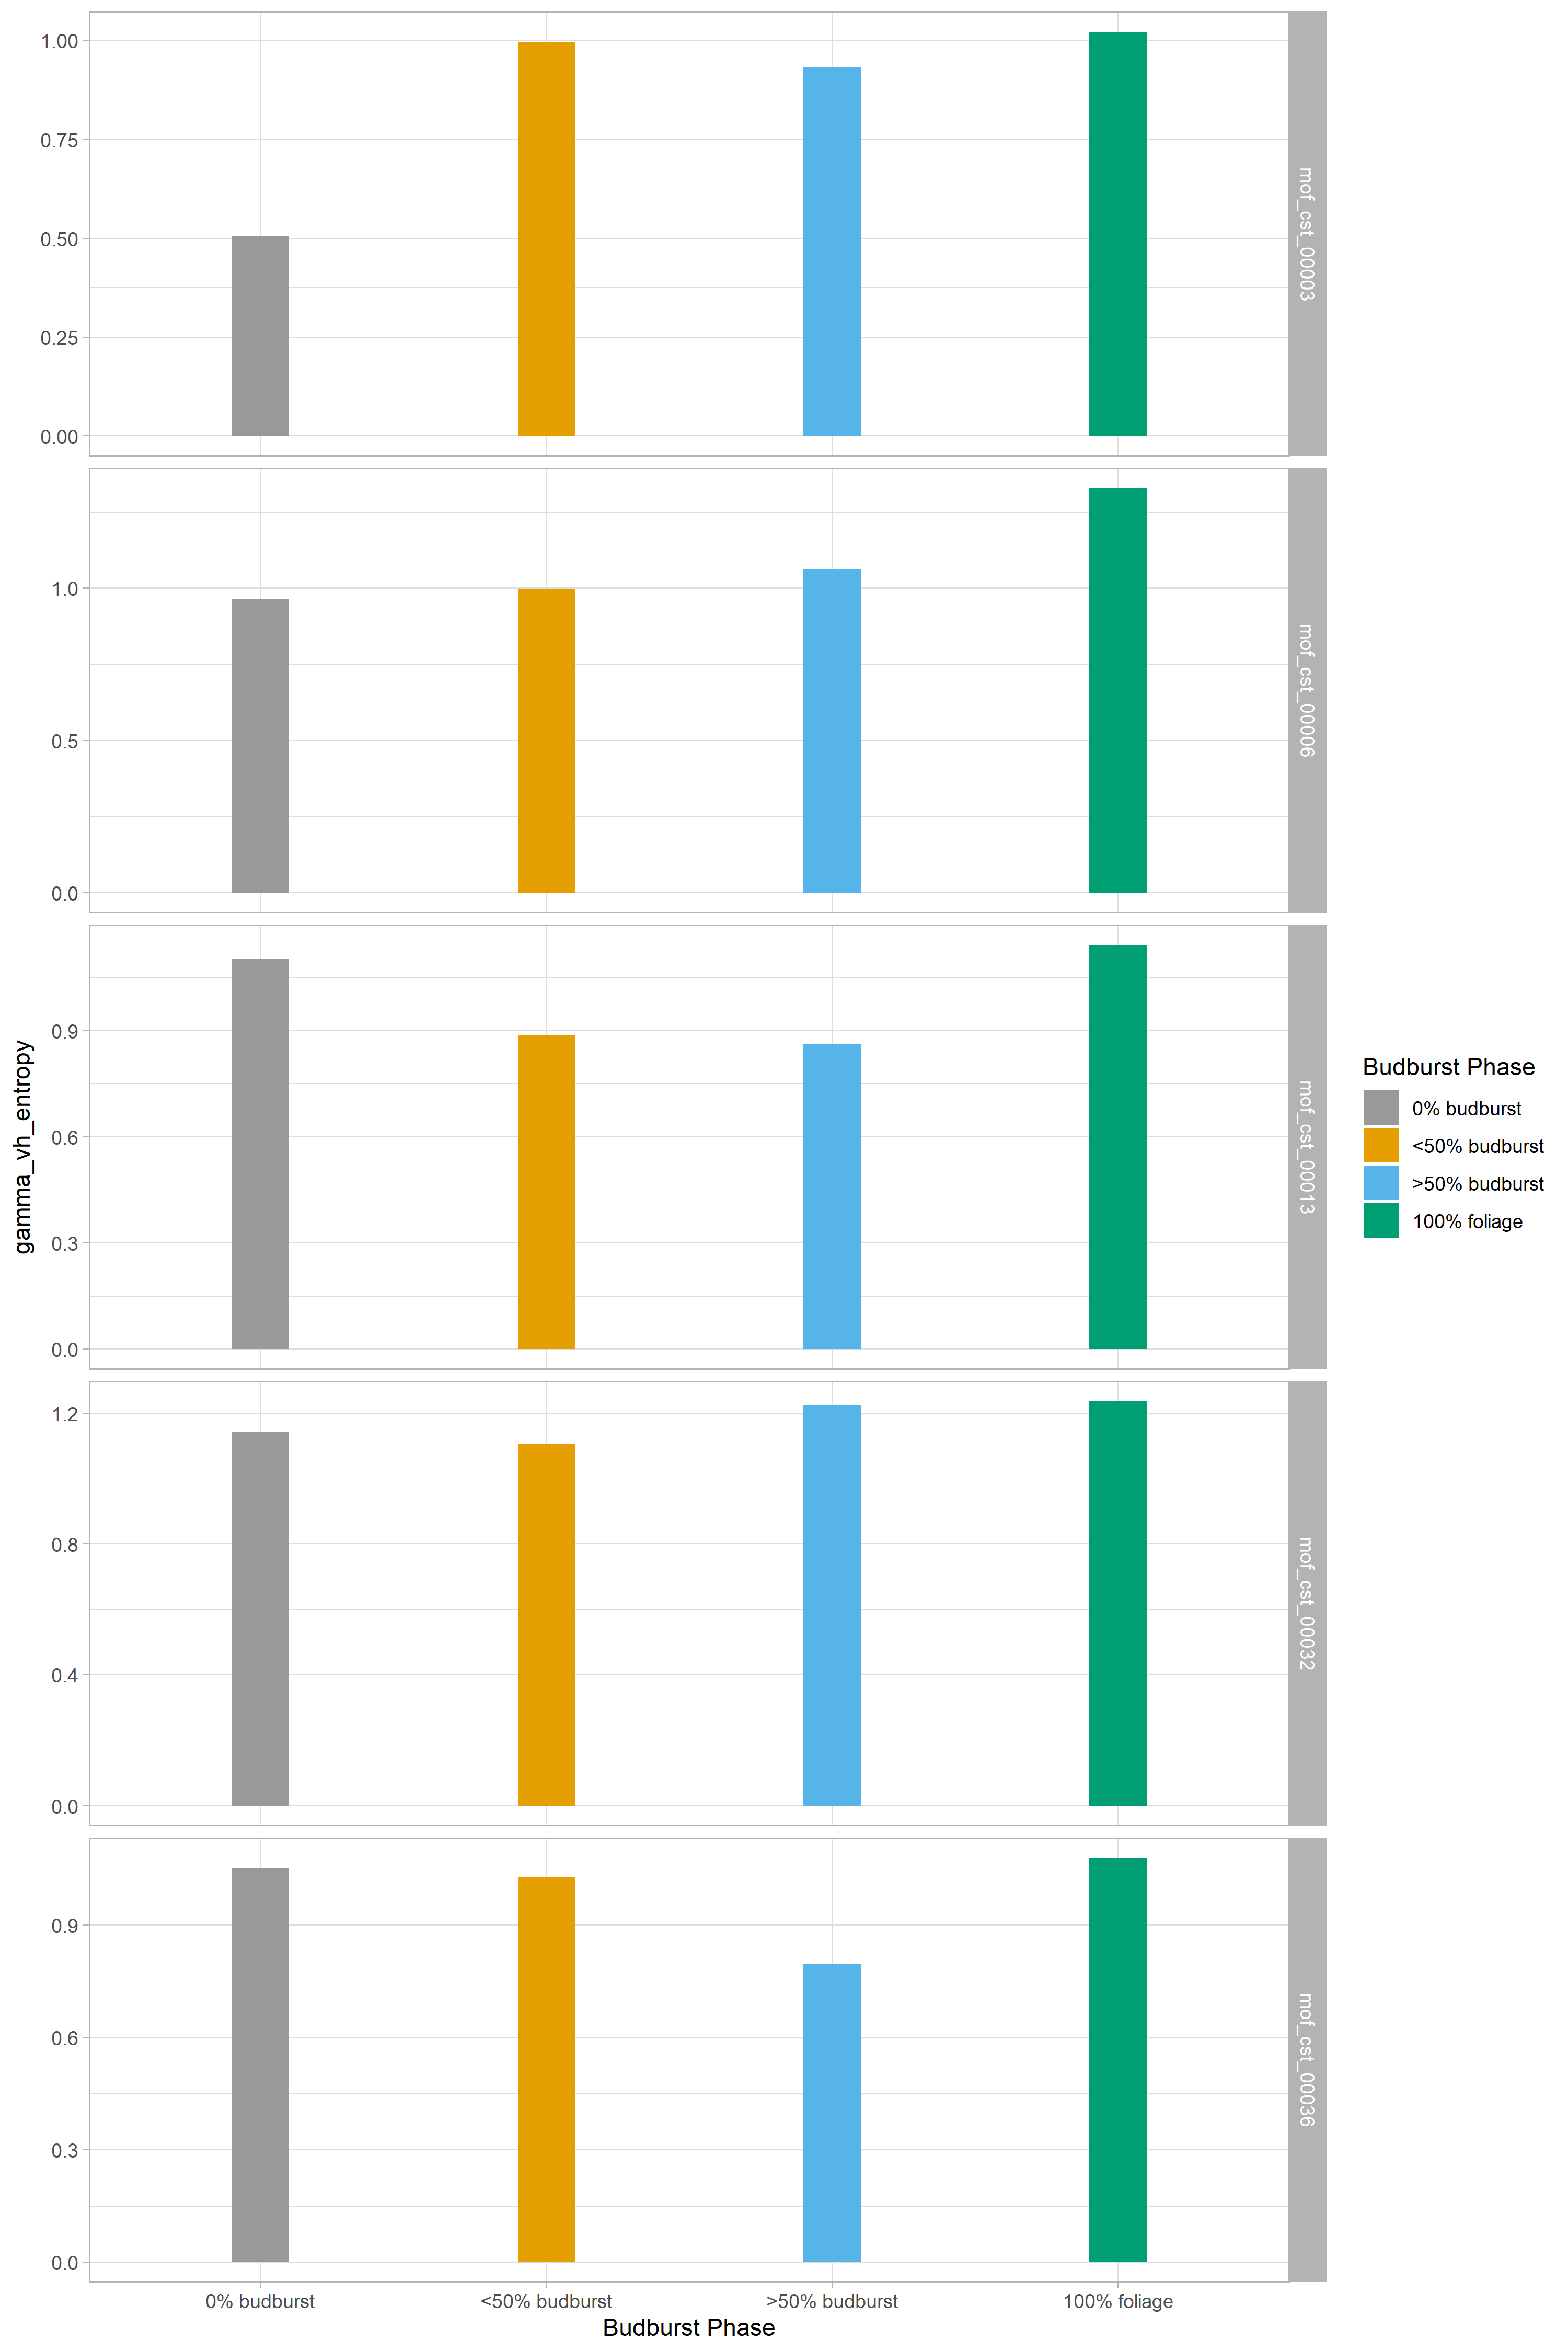 1.00
0.75
0.50
0.25
0.00
mof_cst_00003
1.0
0.5
0.0
mof_cst_00006
0.9
0.6
0.3
0.0
mof_cst_00013
1.2
0.8
0.4
0.0
mof_cst_00032
0.9
0.6
0.3
0.0
mof_cst_00036
gamma_vh_entropy
0% budburst
<50% budburst
>50% budburst
100% foliage
Budburst Phase
Budburst Phase
0% budburst
<50% budburst
>50% budburst
100% foliage